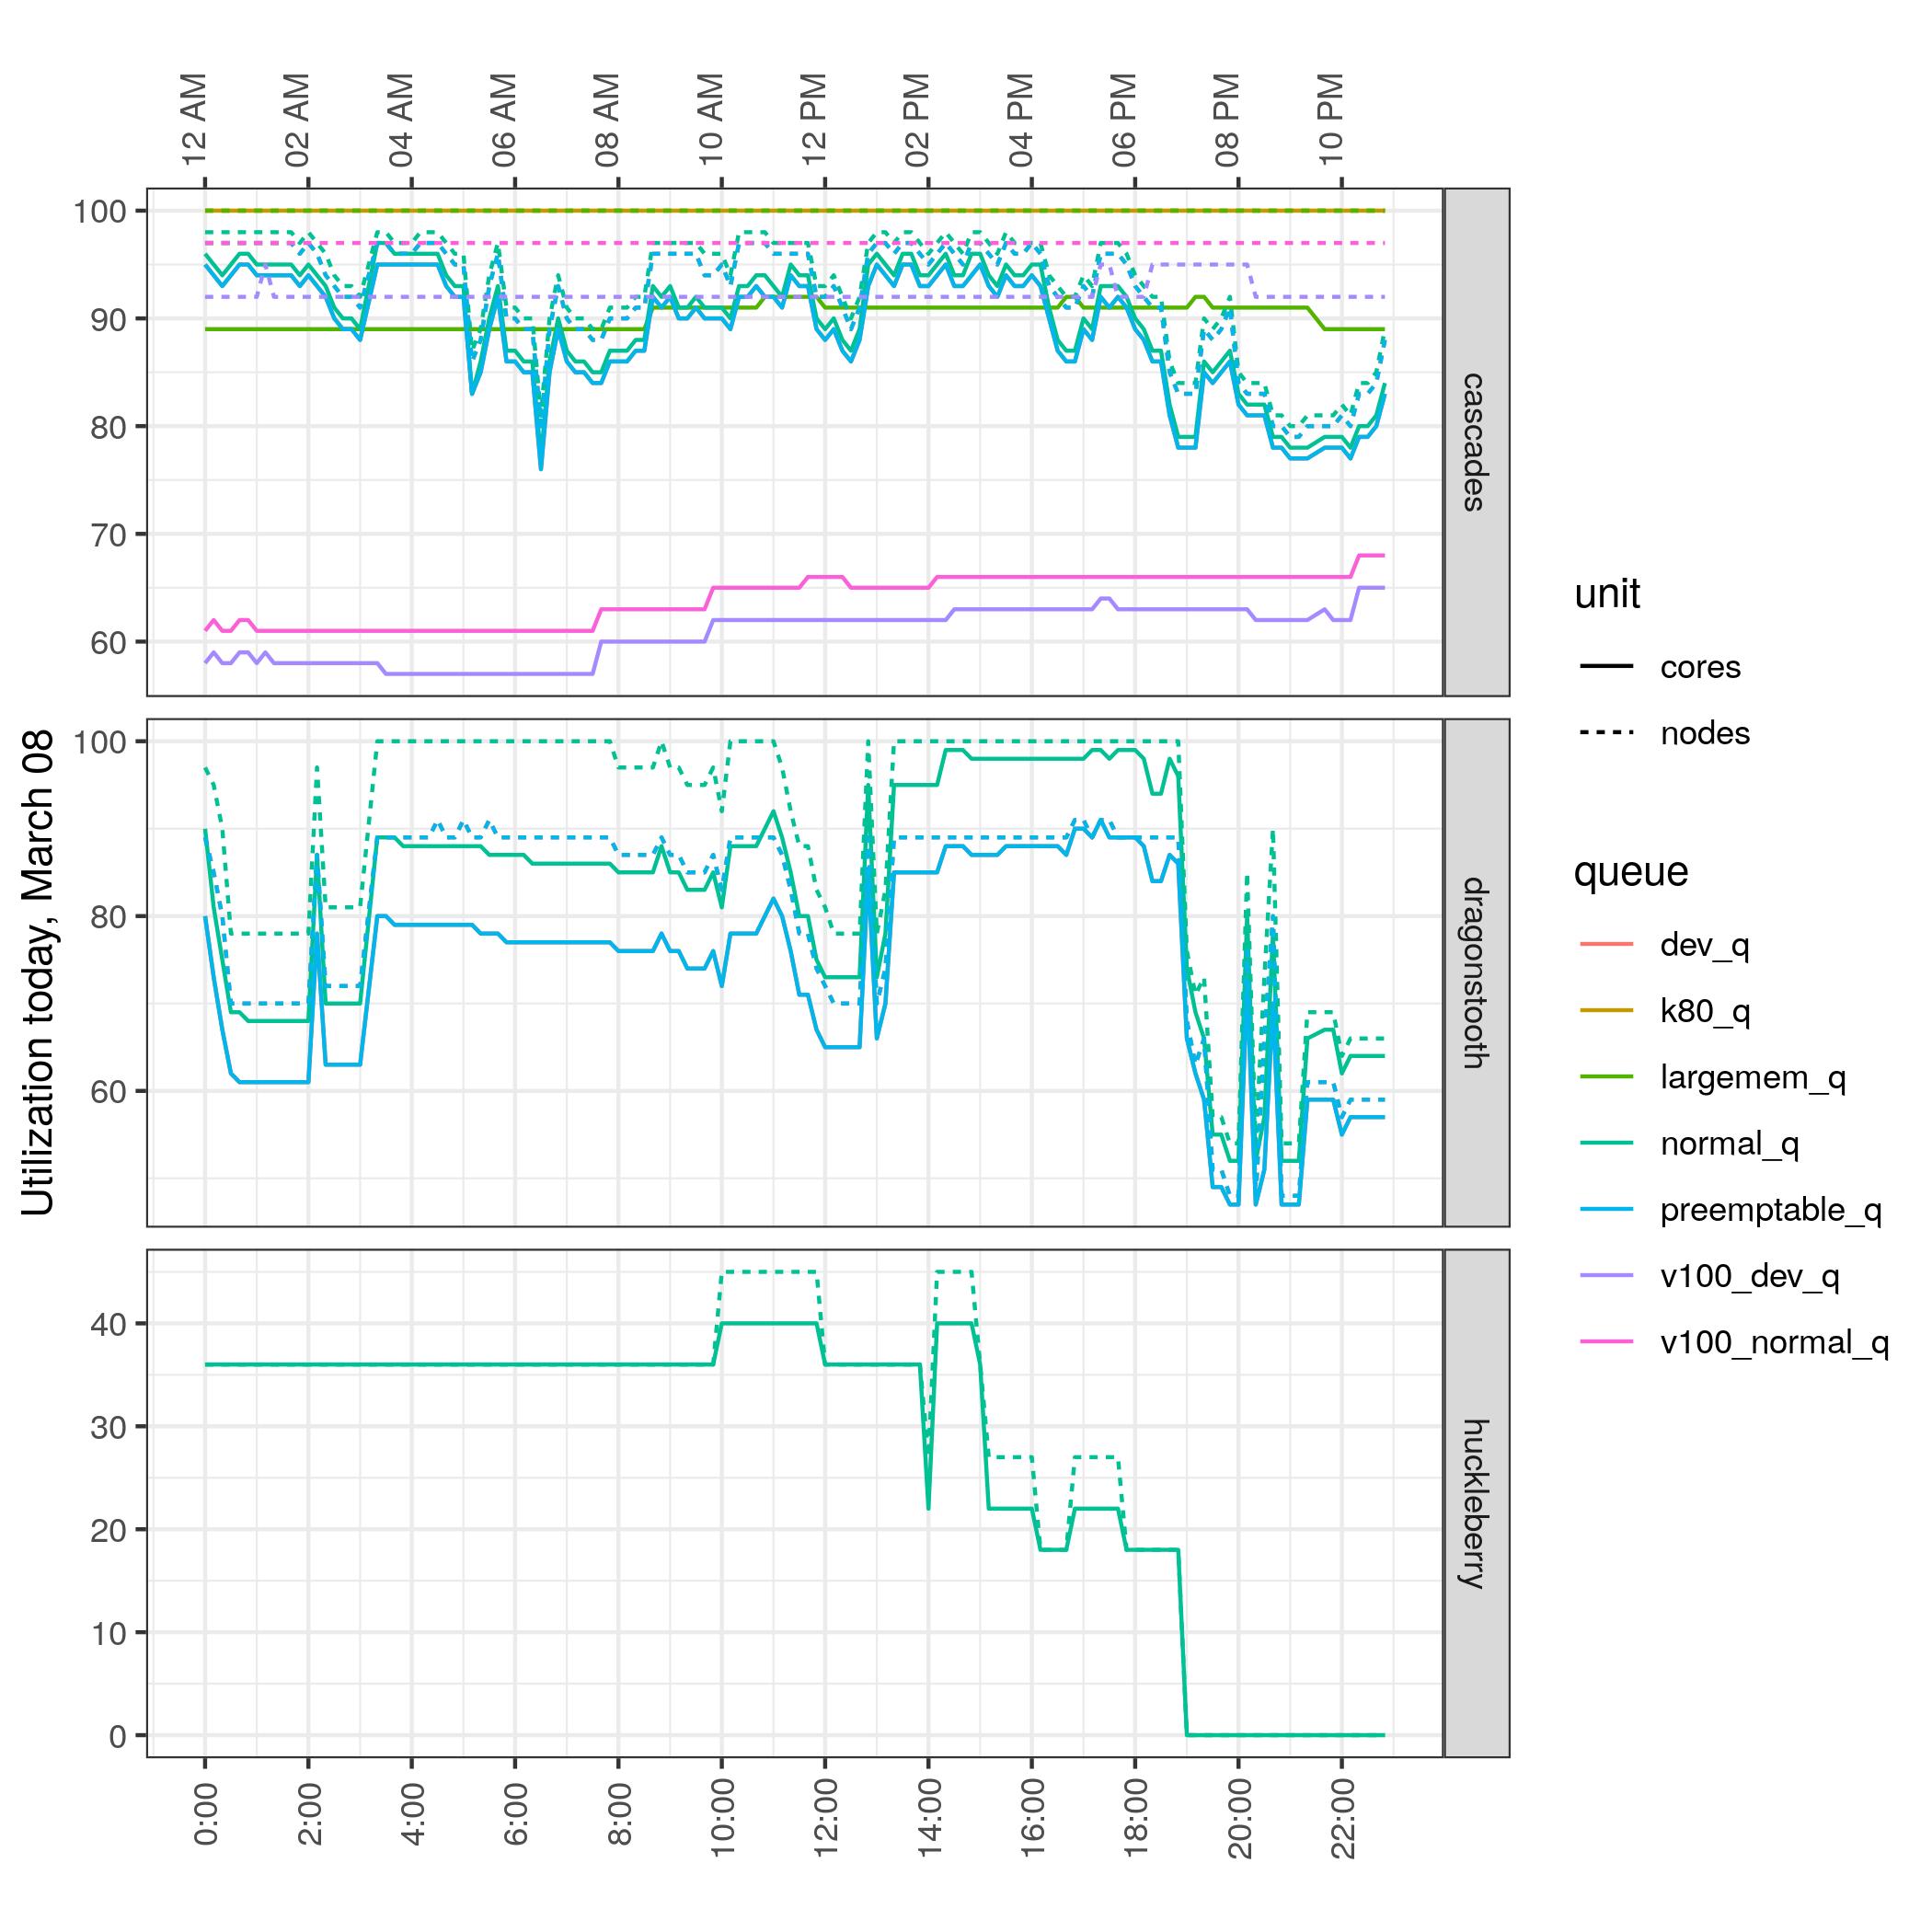 12 AM
02 AM
04 AM
06 AM
08 AM
10 AM
12 PM
02 PM
04 PM
06 PM
08 PM
10 PM
Utilization today, March 08
100
90
80
70
60
cascades
100
80
60
dragonstooth
40
30
20
10
0
huckleberry
0:00
2:00
4:00
6:00
8:00
10:00
12:00
14:00
16:00
18:00
20:00
22:00
unit
cores
nodes
queue
dev_q
k80_q
largemem_q
normal_q
preemptable_q
v100_dev_q
v100_normal_q